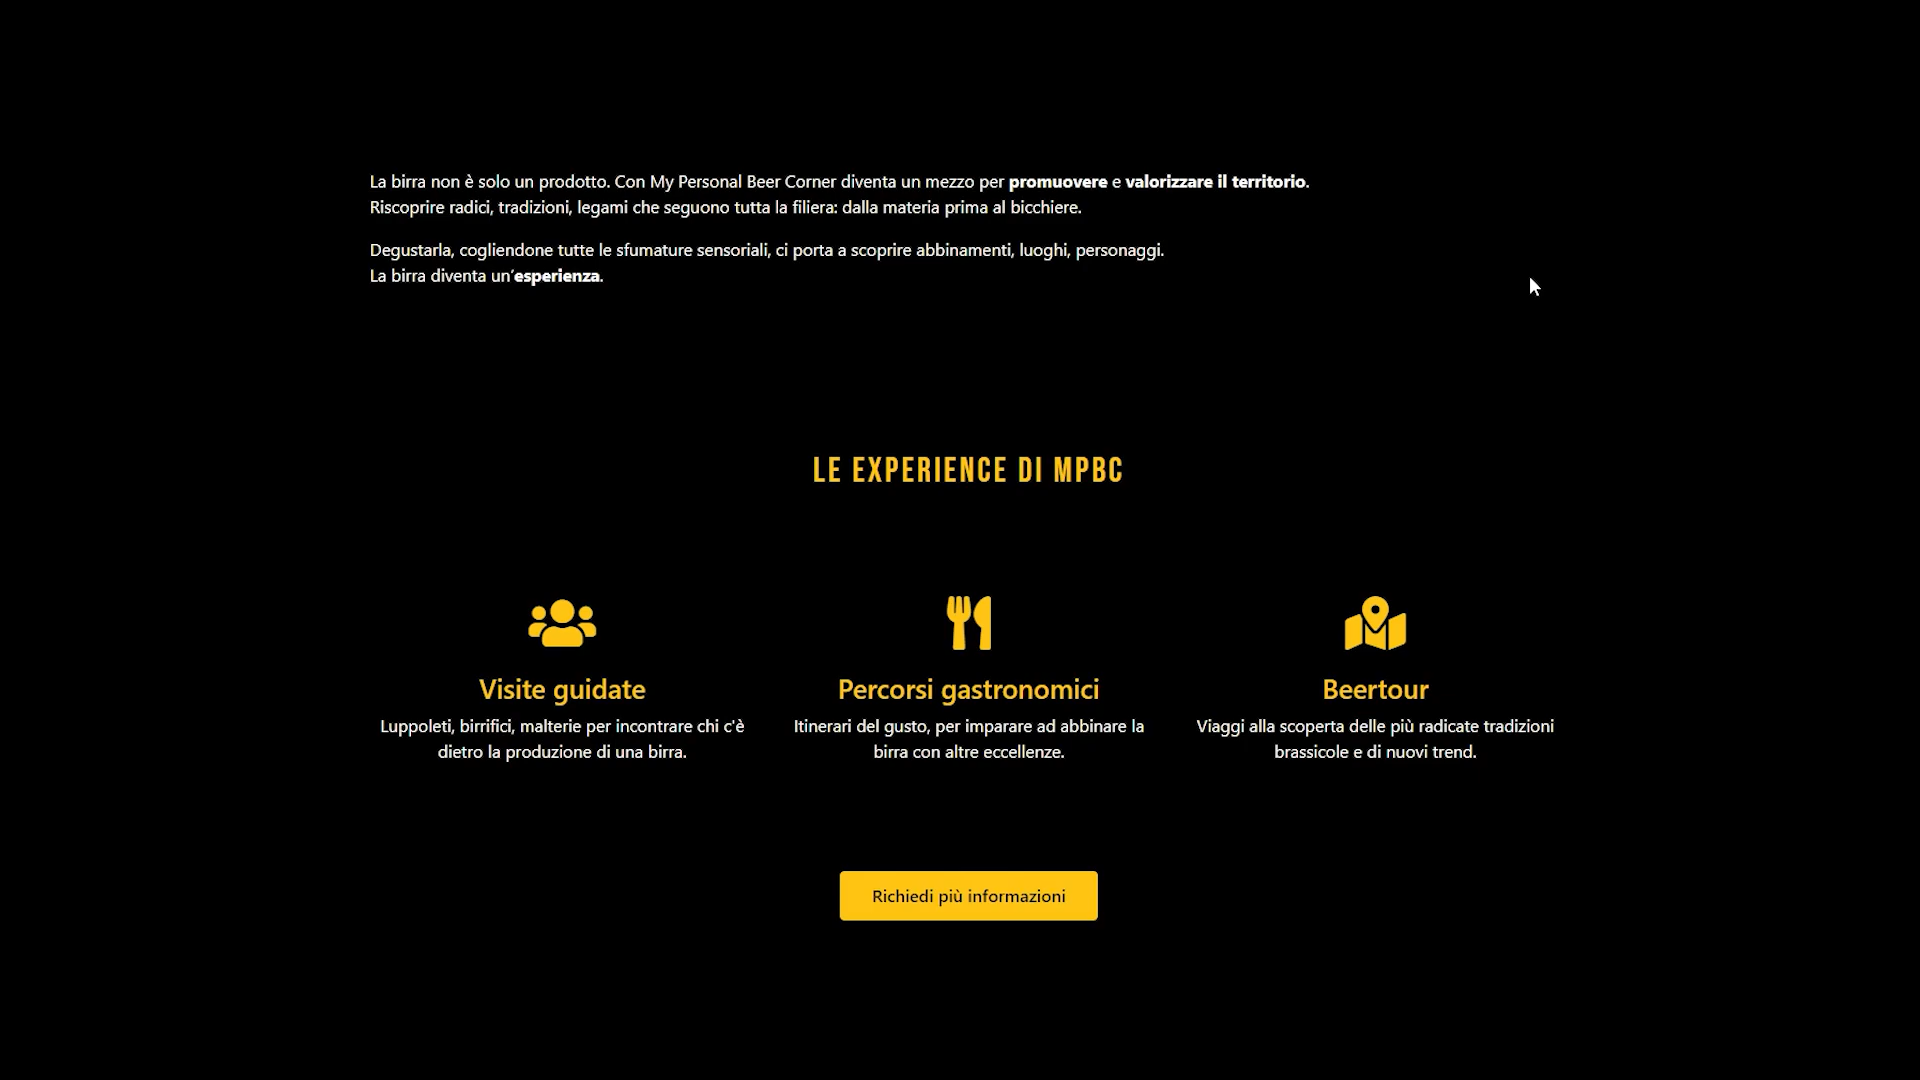 La birra non è solo un prodotto. Con My Personal Beer Corner diventa un mezzo per promuovere e valorizzare il territorio.
Riscoprire radici, tradizioni, legami che seguono tutta la filiera: dalla materia prima al bicchiere.
Degustarla, cogliendone tutte le sfumature sensoriali, ci porta a scoprire abbinamenti, luoghi, personaggi.
La birra diventa un’esperienza.
LE EXPERIENCE DI MPBC
Visite guidate
Luppoleti, birrifici, malterie per incontrare chi c'è
dietro la produzione di una birra.
Percorsi gastronomici
Itinerari del gusto, per imparare ad abbinare la
birra con altre eccellenze.
Beertour
Viaggi alla scoperta delle più radicate tradizioni
brassicole e di nuovi trend.
Richiedi più informazioni